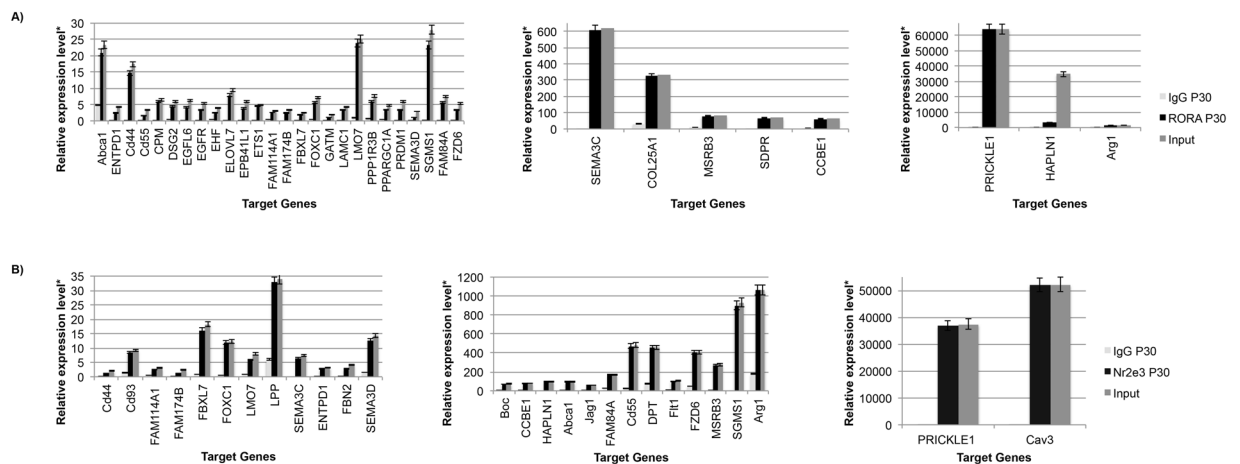 A)
Relative expression level*
30
25
20
15
10
5
0
Abca1
ENTPD1
Cd44
Cd55
CPM
DSG2
EGFL6
EGFR
EHF
ELOVL7
EPB41L1
ETS1
FAM114A1
FAM174B
FBXL7
FOXC1
GATM
LAMC1
LMO7
PPP1R3B
PPARGC1A
PRDM1
SEMA3D
SGMS1
FAM84A
FZD6
Target Genes
Relative expression level*
600
500
400
300
200
100
0
SEMA3C
COL25A1
MSRB3
SDPR
CCBE1
Target Genes
Relative expression level*
60000
50000
40000
30000
20000
10000
0
PRICKLE1
HAPLN1
Arg1
Target Genes
IgG P30
RORA P30
Input
B)
Relative expression level*
35
30
25
20
15
10
5
0
Cd44
Cd93
FAM114A1
FAM174B
FBXL7
FOXC1
LMO7
LPP
SEMA3C
ENTPD1
FBN2
SEMA3D
Target Genes
Relative expression level*
1200
1000
800
600
400
200
0
Boc
CCBE1
HAPLN1
Abca1
Jag1
FAM84A
Cd55
DPT
Flt1
FZD6
MSRB3
SGMS1
Arg1
Target Genes
Relative expression level*
50000
40000
30000
20000
10000
0
PRICKLE1
Cav3
Target Genes
IgG P30
Nr2e3 P30
Input